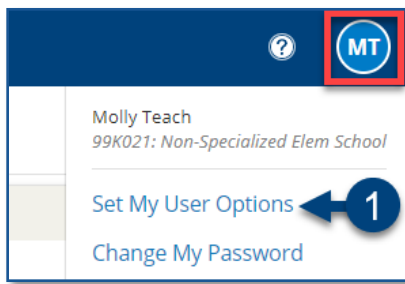 ?
MT
Molly Teach
99K021: Non-Specialized Elem School
Set My User Options
1
Change My Password